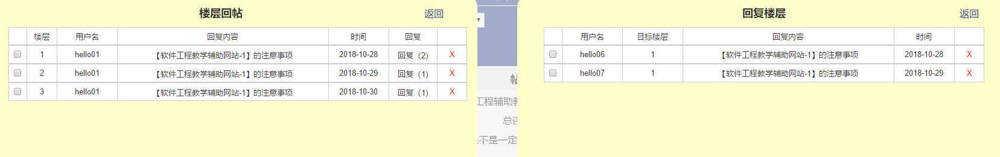 楼层回帖
返回
楼层 用户名 回复内容 时间 回复
1 hello01 【软件工程教学辅助网站-1】的注意事项 2018-10-28 回复（2） X
2 hello01 【软件工程教学辅助网站-1】的注意事项 2018-10-29 回复（1） X
3 hello01 【软件工程教学辅助网站-1】的注意事项 2018-10-30 回复（1） X
工程辅助教
总评
不是一定
回复楼层
返回
用户名 目标楼层 回复内容 时间
hello06 1 【软件工程教学辅助网站-1】的注意事项 2018-10-28 X
hello07 1 【软件工程教学辅助网站-1】的注意事项 2018-10-29 X